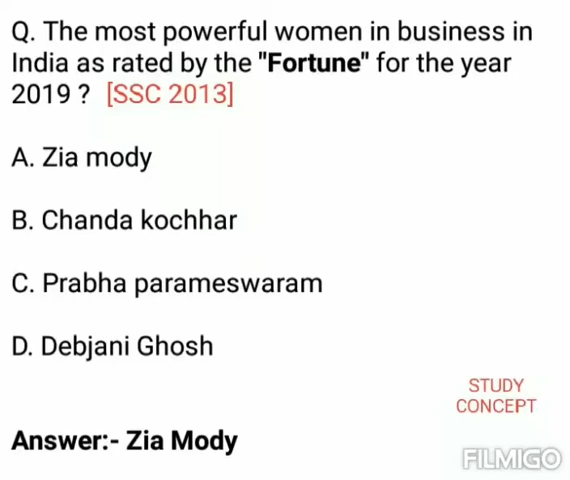 Q. The most powerful women in business in
India as rated by the "Fortune" for the year
2019 ? [SSC 2013]
A. Zia mody
B. Chanda kochhar
C. Prabha parameswaram
D. Debjani Ghosh
STUDY
CONCEPT
Answer:- Zia Mody
FILMIGO